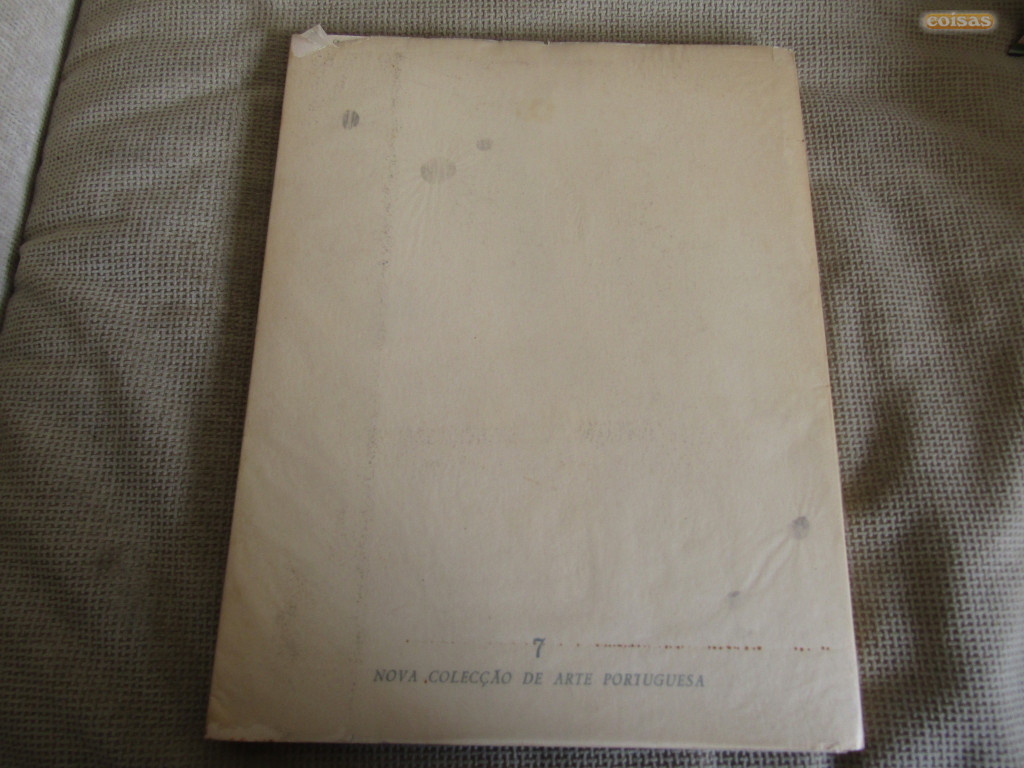 coisas
7
NOVA COLECÇÃO DE ARTE PORTUGUESA